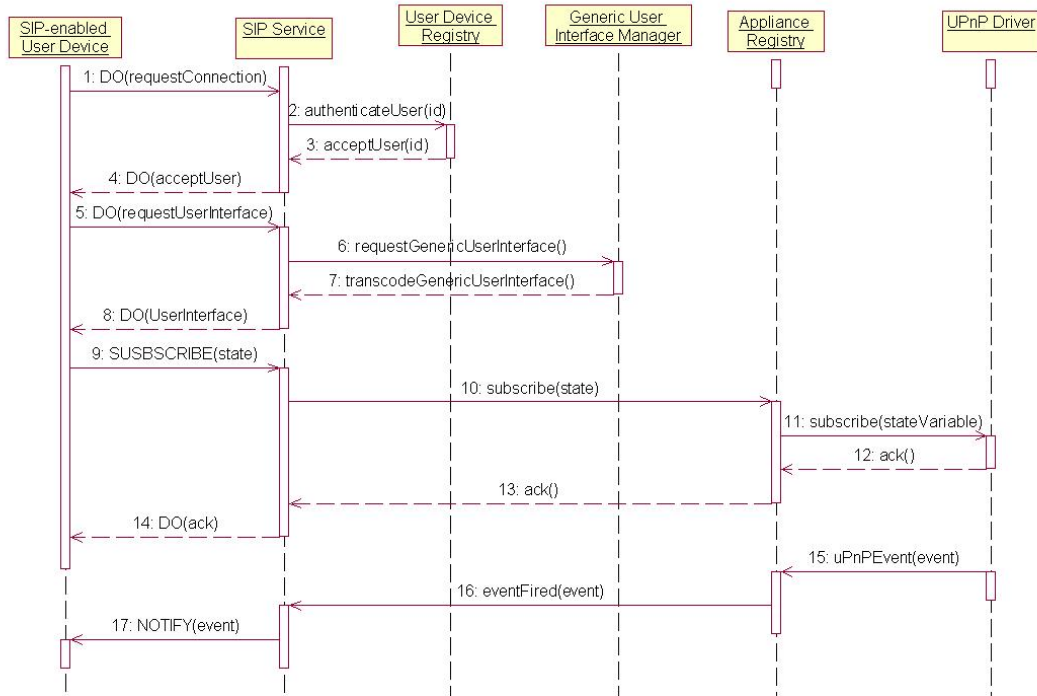 SIP-enabled
User Device
SIP Service
User Device
Registry
Generic User
Interface Manager
Appliance
Registry
UPnP Driver
1: DO(requestConnection)
2: authenticateUser(id)
3: acceptUser(id)
4: DO(acceptUser)
5: DO(requestUserInterface)
6: requestGenericUserInterface()
7: transcodeGenericUserInterface()
8: DO(UserInterface)
9: SUSBSCRIBE(state)
10: subscribe(state)
11: subscribe(stateVariable)
12: ack()
13: ack()
14: DO(ack)
15: uPnPEvent(event)
16: eventFired(event)
17: NOTIFY(event)